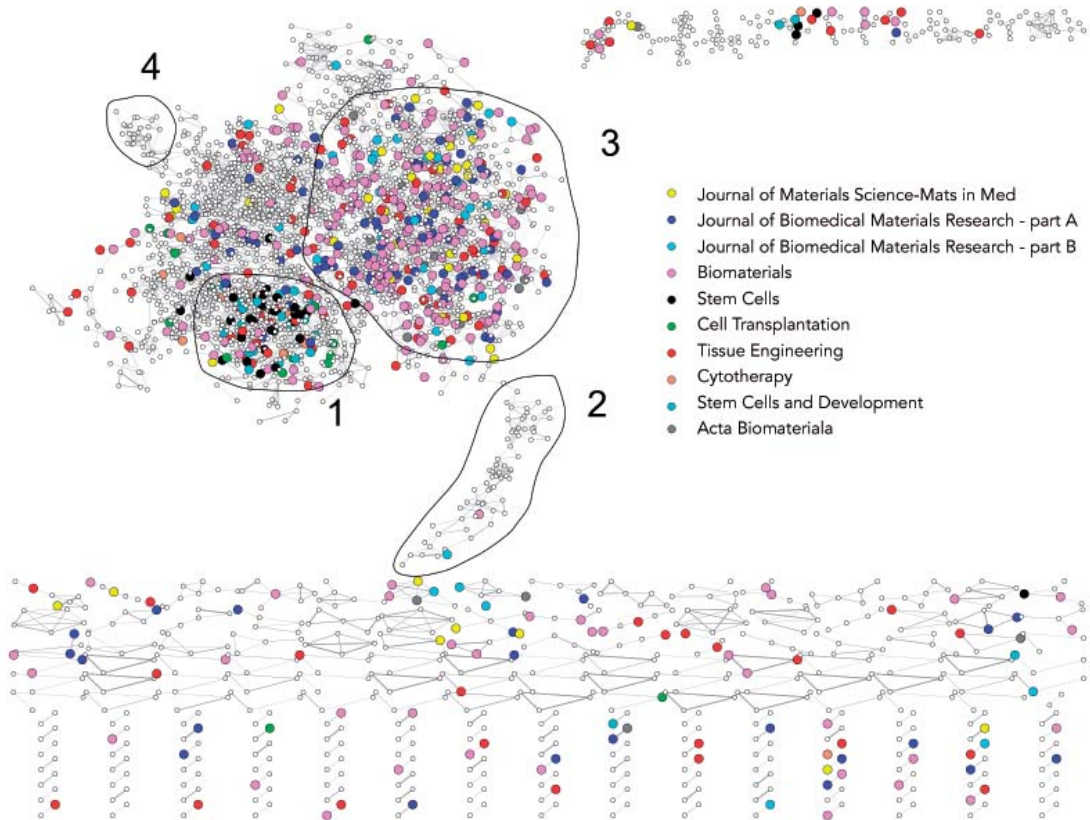 4
3
Journal of Materials Science-Mats in Med
Journal of Biomedical Materials Research - part A
Journal of Biomedical Materials Research - part B
Biomaterials
Stem Cells
Cell Transplantation
Tissue Engineering
Cytotherapy
Stem Cells and Development
Acta Biomateriala
1
2